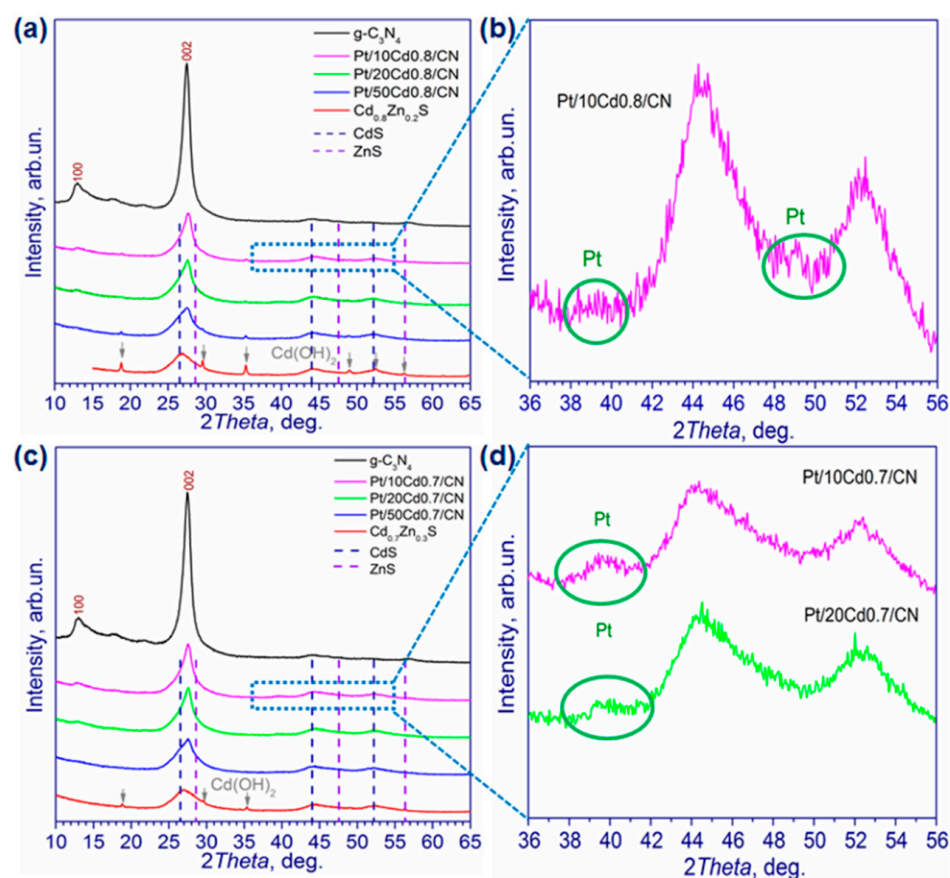 (a)
002
100
g-C₃N₄
Pt/10Cd0.8/CN
Pt/20Cd0.8/CN
Pt/50Cd0.8/CN
Cd₀.₈Zn₀.₂S
CdS
ZnS
Cd(OH)₂
Intensity, arb.un.
10 15 20 25 30 35 40 45 50 55 60 65
2Theta, deg.
(b)
Pt/10Cd0.8/CN
Pt
Pt
Intensity, arb.un.
36 38 40 42 44 46 48 50 52 54 56
2Theta, deg.
(c)
002
100
g-C₃N₄
Pt/10Cd0.7/CN
Pt/20Cd0.7/CN
Pt/50Cd0.7/CN
Cd₀.₇Zn₀.₃S
CdS
ZnS
Cd(OH)₂
Intensity, arb.un.
10 15 20 25 30 35 40 45 50 55 60 65
2Theta, deg.
(d)
Pt/10Cd0.7/CN
Pt
Pt/20Cd0.7/CN
Pt
Intensity, arb.un.
36 38 40 42 44 46 48 50 52 54 56
2Theta, deg.